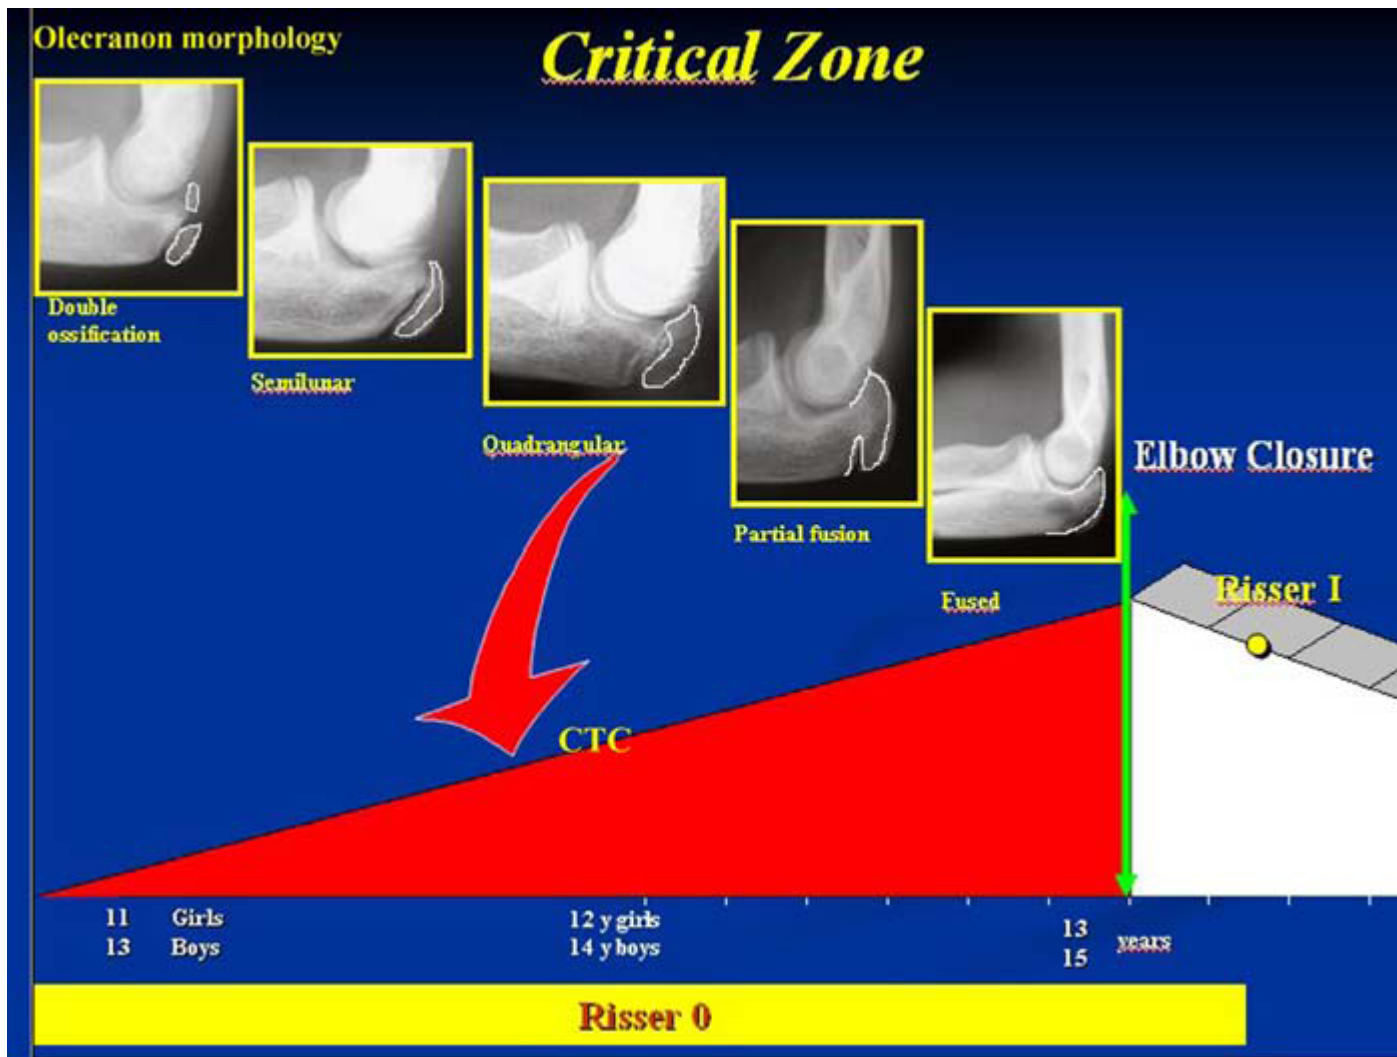 Olecranon morphology
Critical Zone
Double
ossification
Semilunar
Quadrangular
Partial fusion
Fused
Elbow Closure
Risser I
CTC
11 Girls
13 Boys
12 y girls
14 y boys
13
15
years
Risser 0